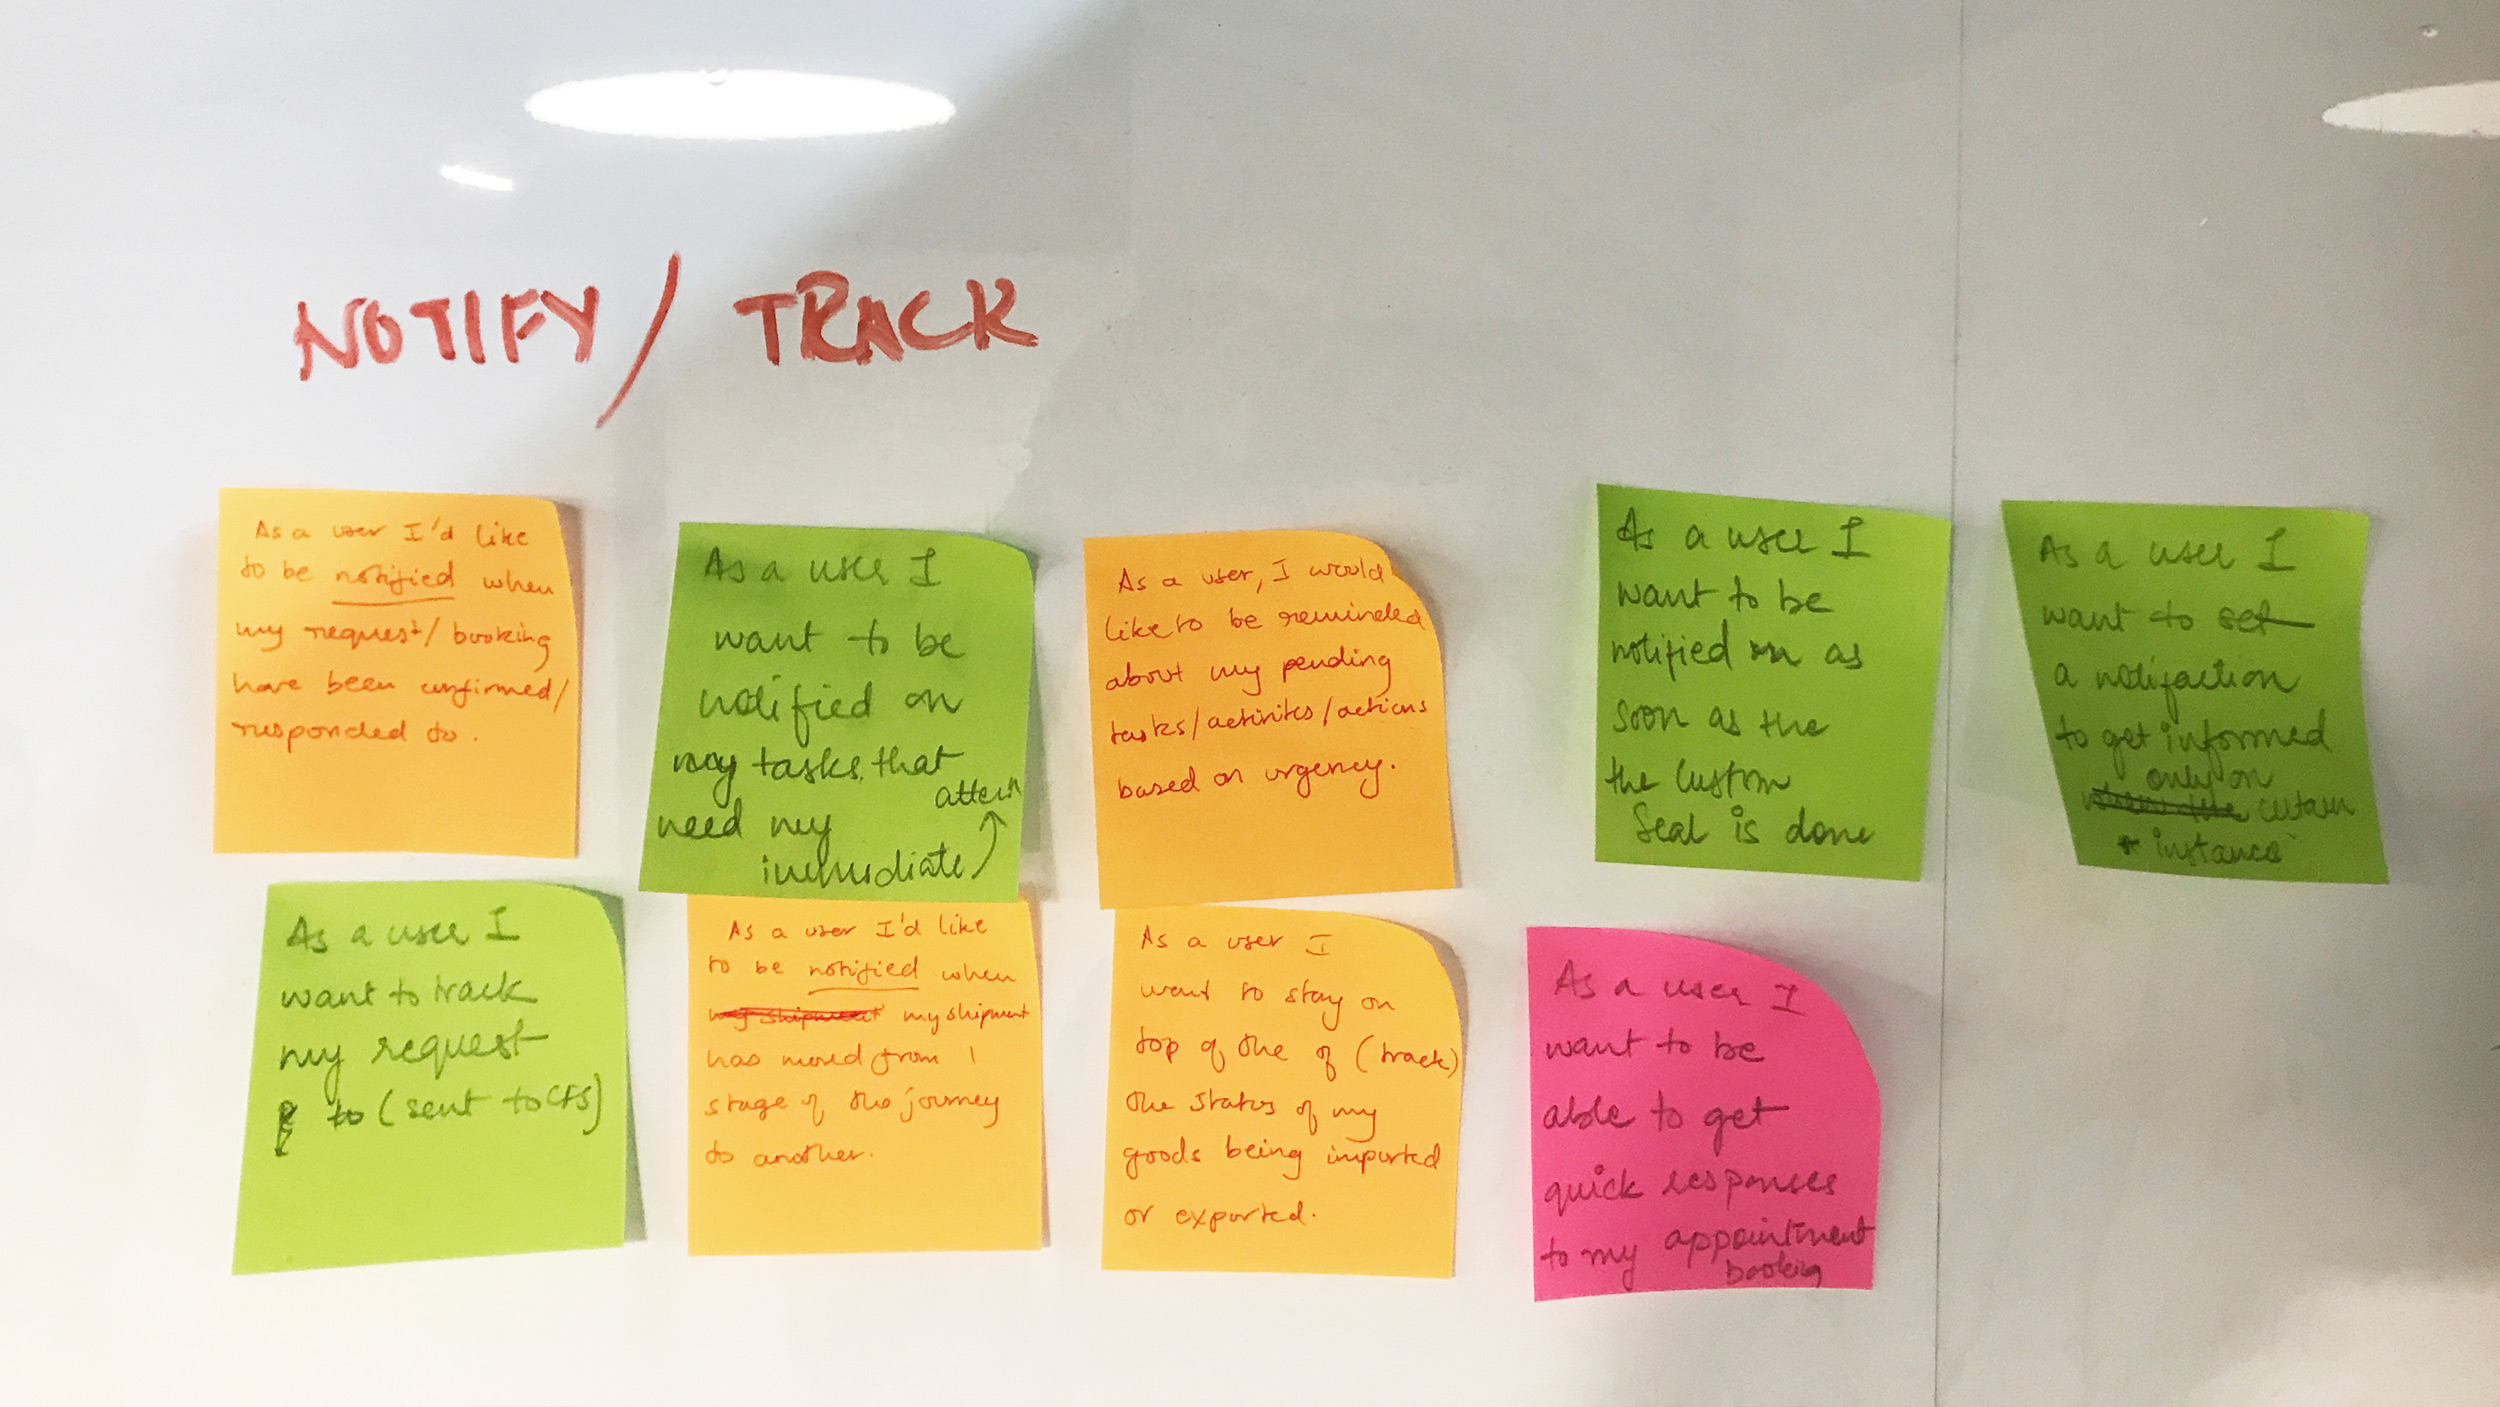 NOTIFY/ TRACK
As a user I'd like
to be notified when
my request/booking
have been confirmed/
responded to.
As a user I
want to be
notified on
my tasks that
need my
immediate
attentn
As a user, I would
like to be reminded
about my pending
tasks/activites/actions
based on urgency.
As a user I
want to be
notified as
soon as the
the custom
Seal is done
As a user I
want to set
a notifaction
to get informed
only on
certain
instance
As a user I
want to track
my request
to (sent to CFS)
As a user I'd like
to be notified when
my shipment my shipment
has moved from 1
stage of the journey
to another.
As a user I
want to stay on
top of the of (track)
the status of my
goods being imported
or exported.
As a user I
want to be
able to get
quick responses
to my appointment
booking